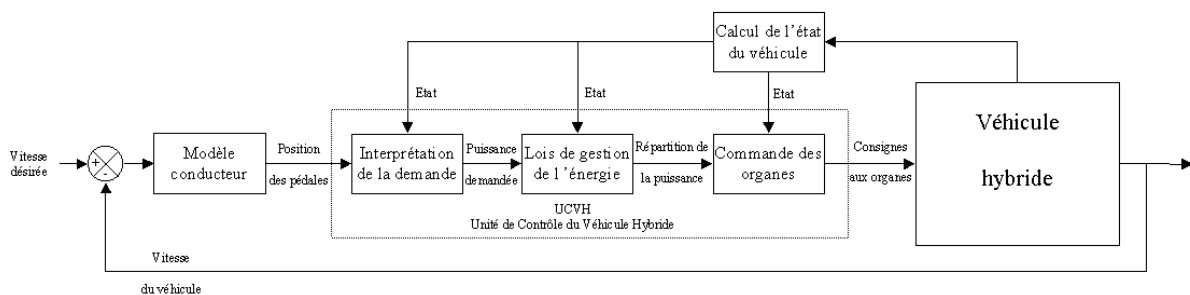 Calcul de l'état
du véhicule
Etat
Etat
Etat
Véhicule
hybride
Vitesse
désirée
+
-
Modèle
conducteur
Position
des pédales
Interprétation
de la demande
Puissance
demandée
Lois de gestion
de l'énergie
Répartition de
la puissance
Commande des
organes
Consignes
aux organes
UCVH
Unité de Contrôle du Véhicule Hybride
Vitesse
du véhicule